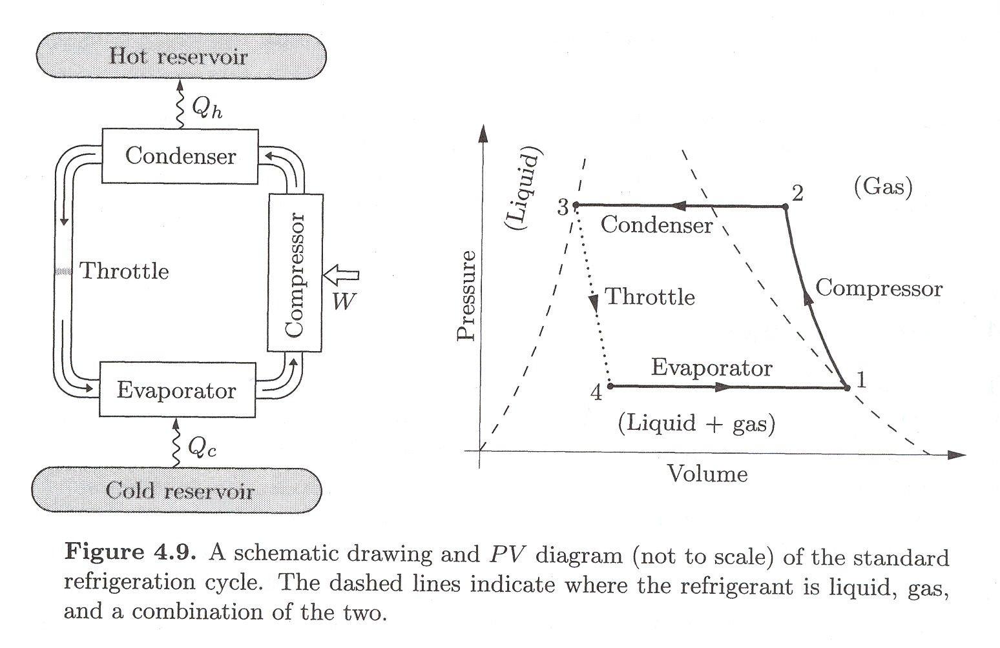 Hot reservoir
Qh
Condenser
Throttle
Compressor
W
Evaporator
Qc
Cold reservoir
Pressure
(Liquid)
3
2
(Gas)
Condenser
Throttle
Compressor
Evaporator
4
1
(Liquid + gas)
Volume
Figure 4.9. A schematic drawing and PV diagram (not to scale) of the standard
refrigeration cycle. The dashed lines indicate where the refrigerant is liquid, gas,
and a combination of the two.